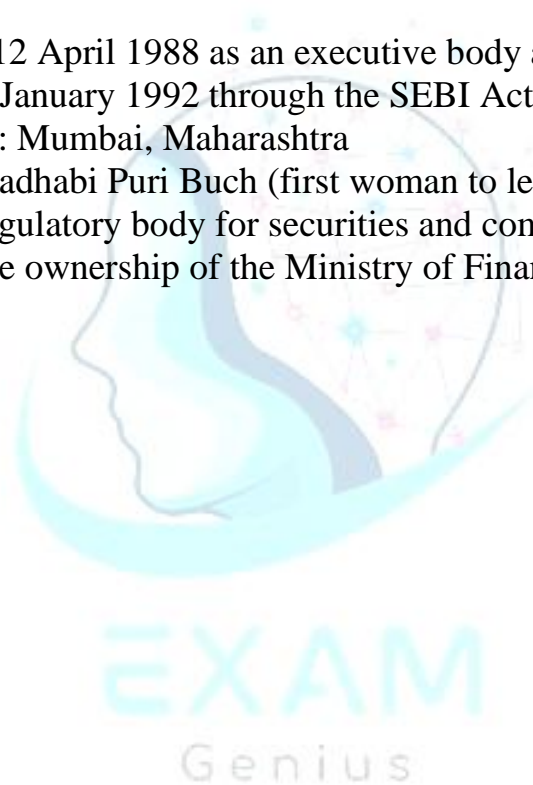 12 April 1988 as an executive body
January 1992 through the SEBI Act
: Mumbai, Maharashtra
adhabi Puri Buch (first woman to le
gulatory body for securities and con
e ownership of the Ministry of Finan
EXAM
Genius